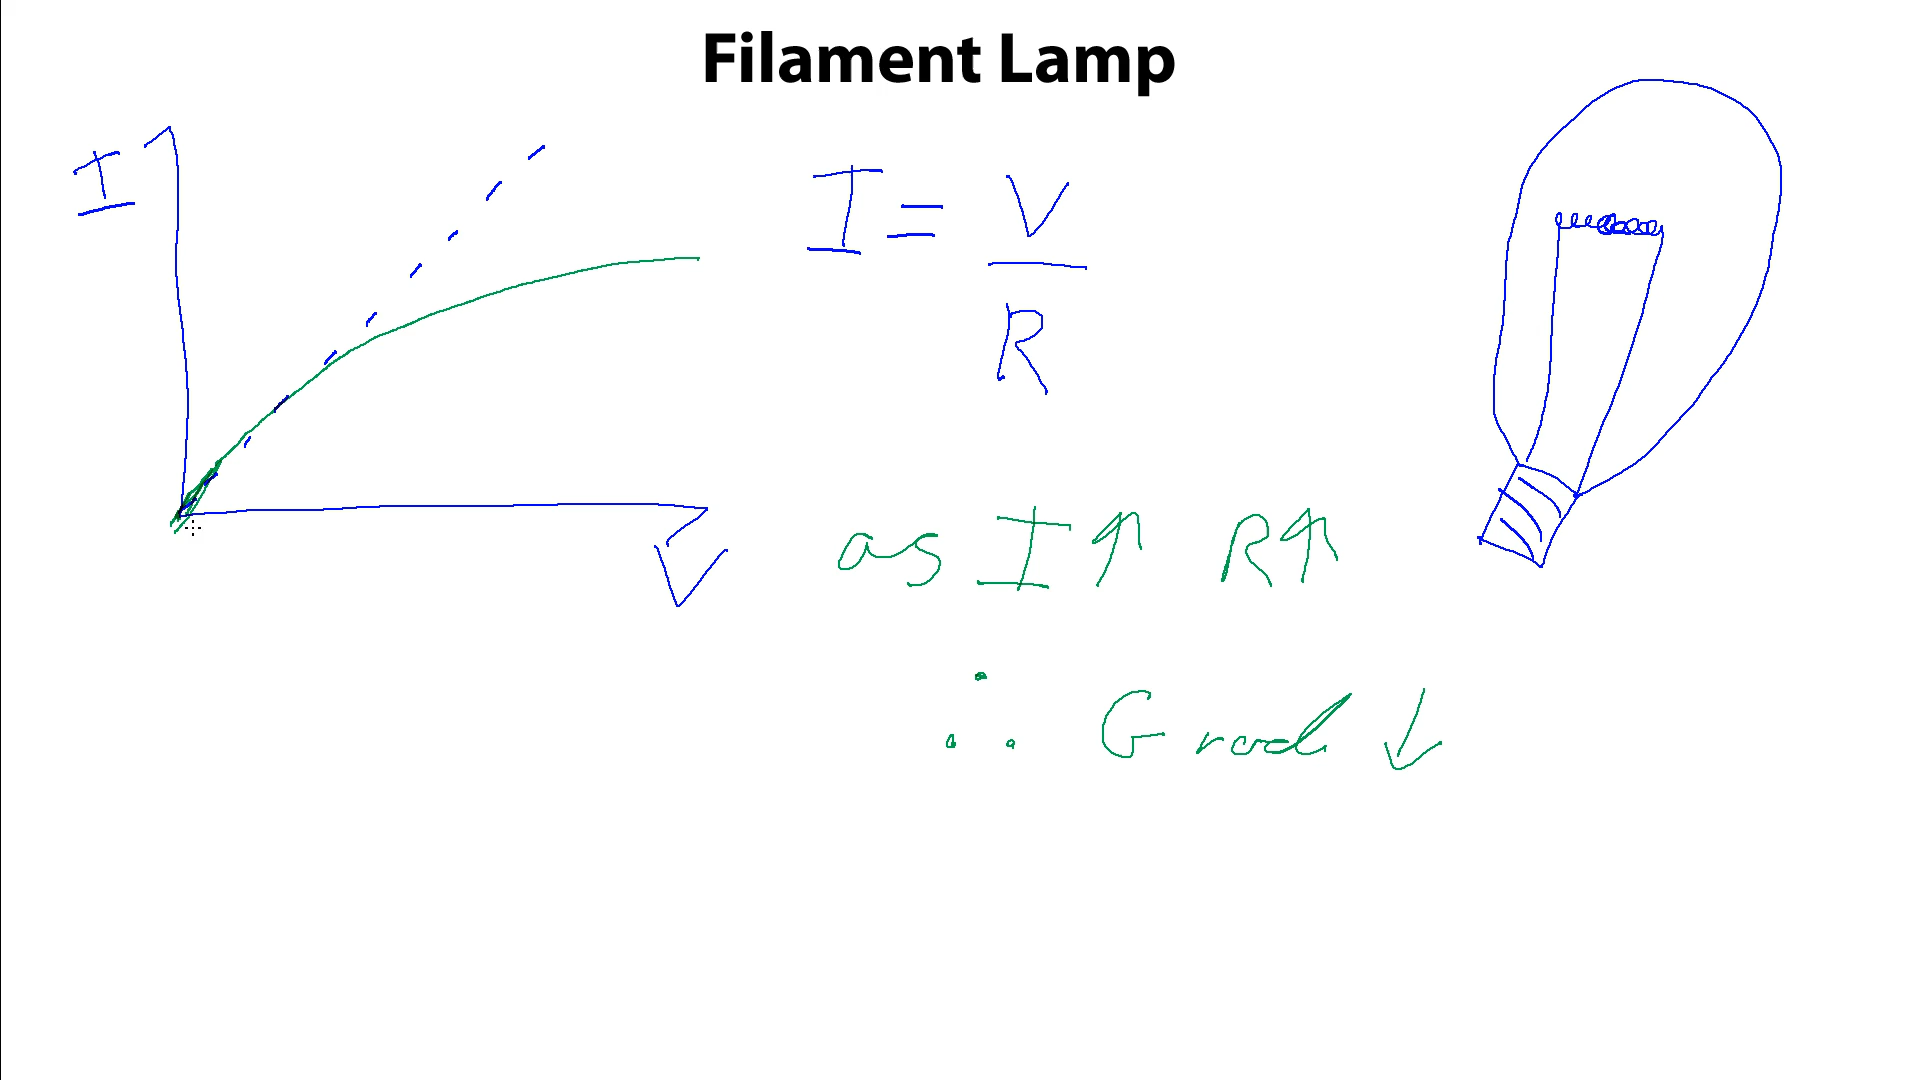 Filament Lamp
I
I = V
R
V
as I↑ R↑
∴ Grad ↓